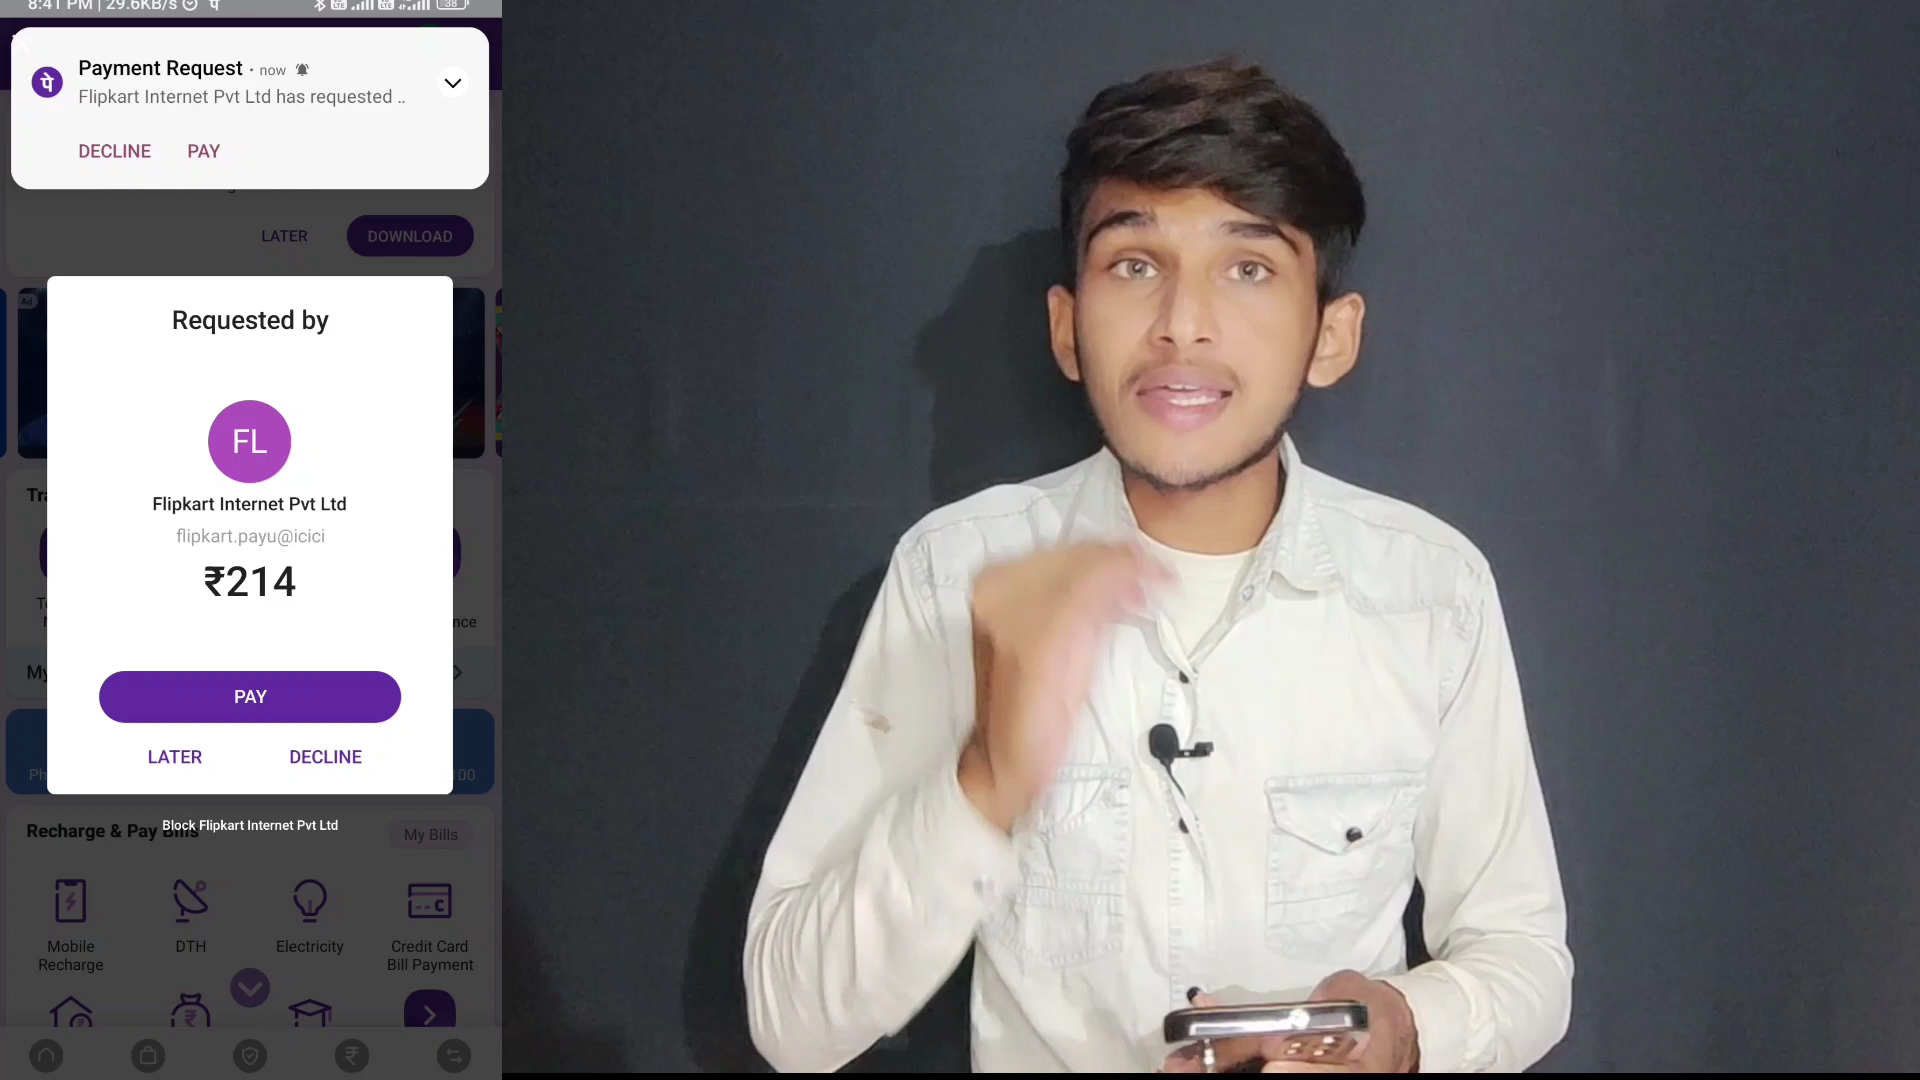 8:41 PM | 29.6KB/s
38
पे
Payment Request · now
Flipkart Internet Pvt Ltd has requested ..
DECLINE PAY
LATER DOWNLOAD
Ad
Requested by
FL
Flipkart Internet Pvt Ltd
flipkart.payu@icici
₹214
PAY
LATER DECLINE
Block Flipkart Internet Pvt Ltd
Recharge & Pay Bills
My Bills
Mobile
Recharge
DTH
Electricity
Credit Card
Bill Payment